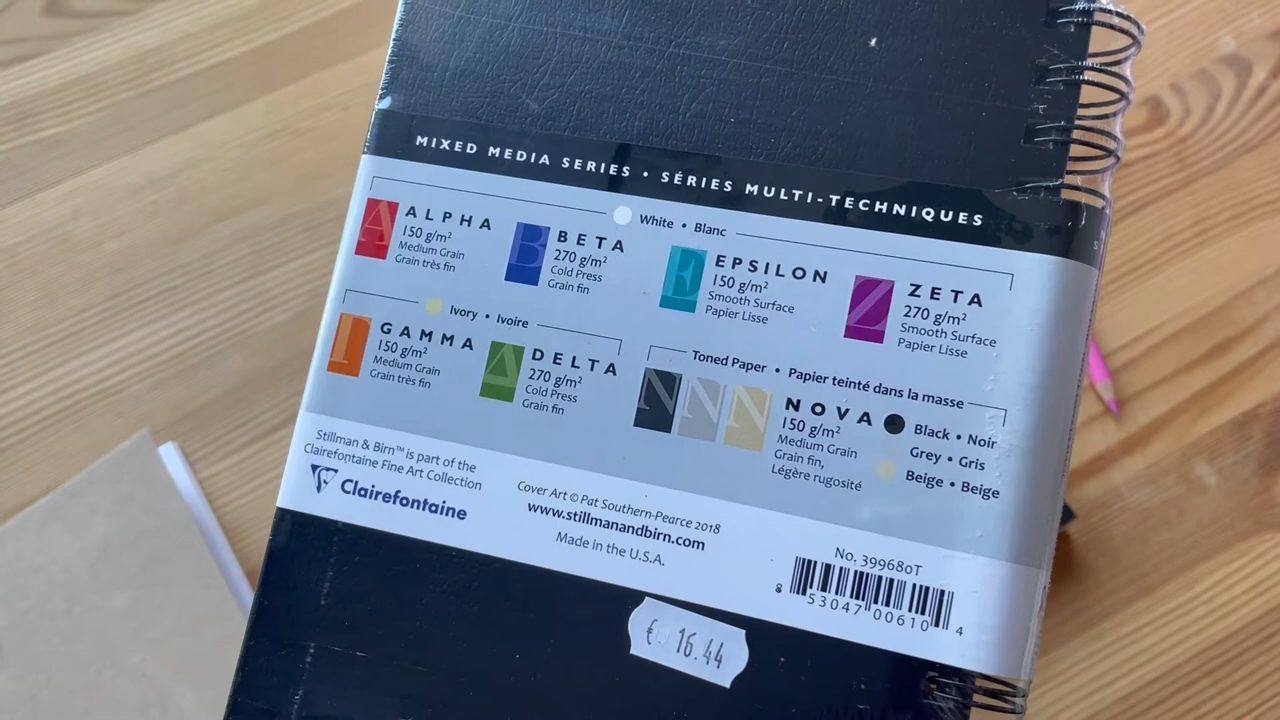 MIXED MEDIA SERIES • SÉRIES MULTI-TECHNIQUES
White • Blanc
A
ALPHA
150 g/m²
Medium Grain
Grain très fin
B
BETA
270 g/m²
Cold Press
Grain fin
E
EPSILON
150 g/m²
Smooth Surface
Papier Lisse
Z
ZETA
270 g/m²
Smooth Surface
Papier Lisse
Ivory • Ivoire
Γ
GAMMA
150 g/m²
Medium Grain
Grain très fin
Δ
DELTA
270 g/m²
Cold Press
Grain fin
Toned Paper • Papier teinté dans la masse
N N N
NOVA
150 g/m²
Medium Grain
Grain fin,
Légère rugosité
Black • Noir
Grey • Gris
Beige • Beige
Stillman & Birn™ is part of the
Clairefontaine Fine Art Collection
Clairefontaine
Cover Art © Pat Southern-Pearce 2018
www.stillmanandbirn.com
Made in the U.S.A.
No. 399680T
8 53047 00610 4
€ 16.44